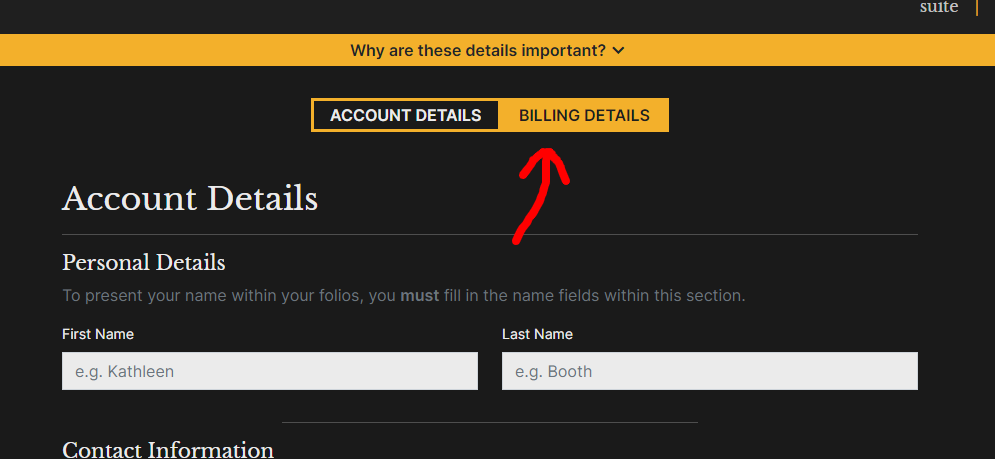 suite
Why are these details important?
ACCOUNT DETAILS BILLING DETAILS
Account Details
Personal Details
To present your name within your folios, you must fill in the name fields within this section.
First Name Last Name
e.g. Kathleen e.g. Booth
Contact Information